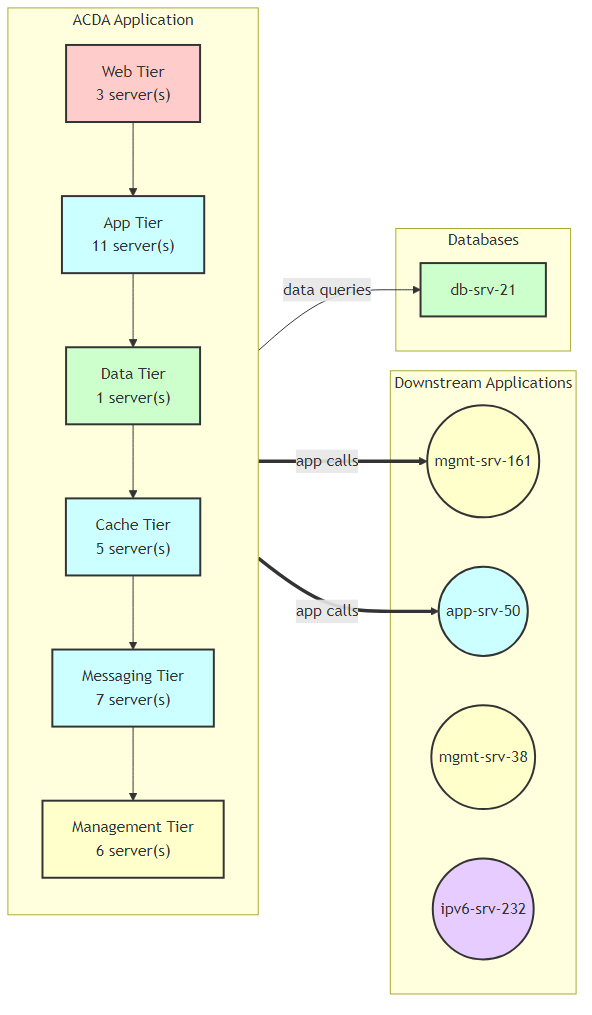 ACDA Application
Web Tier
3 server(s)
App Tier
11 server(s)
Data Tier
1 server(s)
Cache Tier
5 server(s)
Messaging Tier
7 server(s)
Management Tier
6 server(s)
data queries
app calls
app calls
Databases
db-srv-21
Downstream Applications
mgmt-srv-161
app-srv-50
mgmt-srv-38
ipv6-srv-232